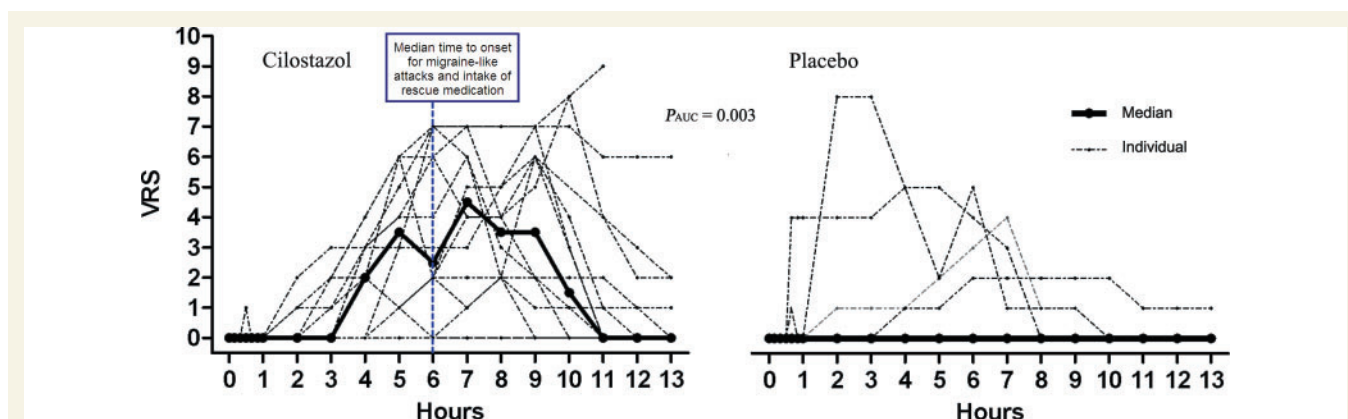 Cilostazol
Median time to onset
for migraine-like
attacks and intake of
rescue medication
Placebo
PAUC = 0.003
Median
Individual
VRS
10
9
8
7
6
5
4
3
2
1
0
0 1 2 3 4 5 6 7 8 9 10 11 12 13
0 1 2 3 4 5 6 7 8 9 10 11 12 13
Hours
Hours